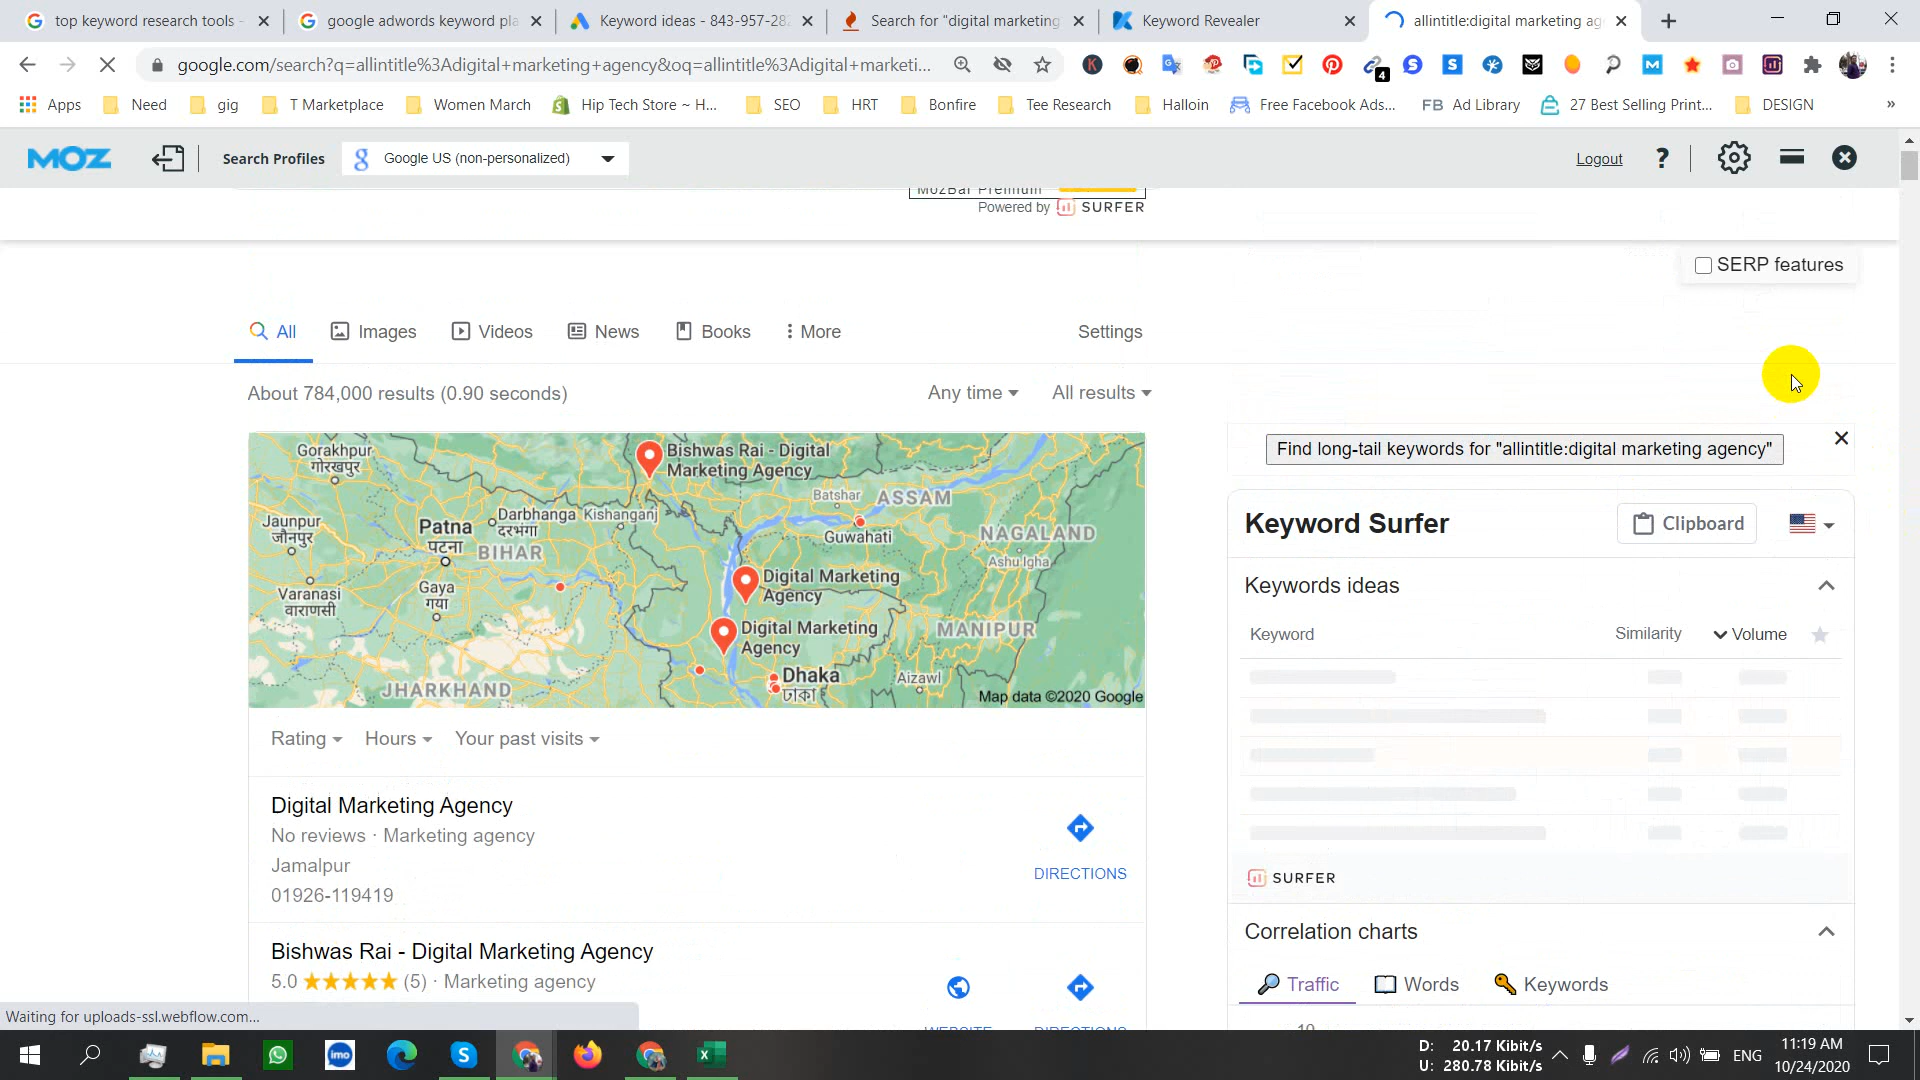 top keyword research tools -
google adwords keyword pla
Keyword ideas - 843-957-282
Search for "digital marketing
Keyword Revealer
allintitle:digital marketing ag
google.com/search?q=allintitle%3Adigital+marketing+agency&oq=allintitle%3Adigital+marketi...
4
Apps
Need
gig
T Marketplace
Women March
Hip Tech Store ~ H...
SEO
HRT
Bonfire
Tee Research
Halloin
Free Facebook Ads...
FB Ad Library
27 Best Selling Print...
DESIGN
»
MOZ
Search Profiles
Google US (non-personalized)
Logout
?
MozBar Premium
Powered by SURFER
SERP features
All
Images
Videos
News
Books
More
Settings
About 784,000 results (0.90 seconds)
Any time
All results
Find long-tail keywords for "allintitle:digital marketing agency"
Gorakhpur
गोरखपुर
Bishwas Rai - Digital
Marketing Agency
Batshar
ASSAM
Jaunpur
जौनपुर
Patna
पटना
Darbhanga
दरभंगा
Kishanganj
BIHAR
Guwahati
NAGALAND
Ashuigha
Varanasi
वाराणसी
Gaya
गया
Digital Marketing
Agency
Digital Marketing
Agency
MANIPUR
JHARKHAND
Dhaka
ঢাকা
Aizawl
Map data ©2020 Google
Keyword Surfer
Clipboard
Keywords ideas
Keyword
Similarity
Volume
SURFER
Correlation charts
Traffic
Words
Keywords
10
Rating
Hours
Your past visits
Digital Marketing Agency
No reviews · Marketing agency
Jamalpur
01926-119419
DIRECTIONS
Bishwas Rai - Digital Marketing Agency
5.0 (5) · Marketing agency
WEBSITE
DIRECTIONS
Waiting for uploads-ssl.webflow.com...
imo
D: 20.17 Kibit/s
U: 280.78 Kibit/s
ENG
11:19 AM
10/24/2020